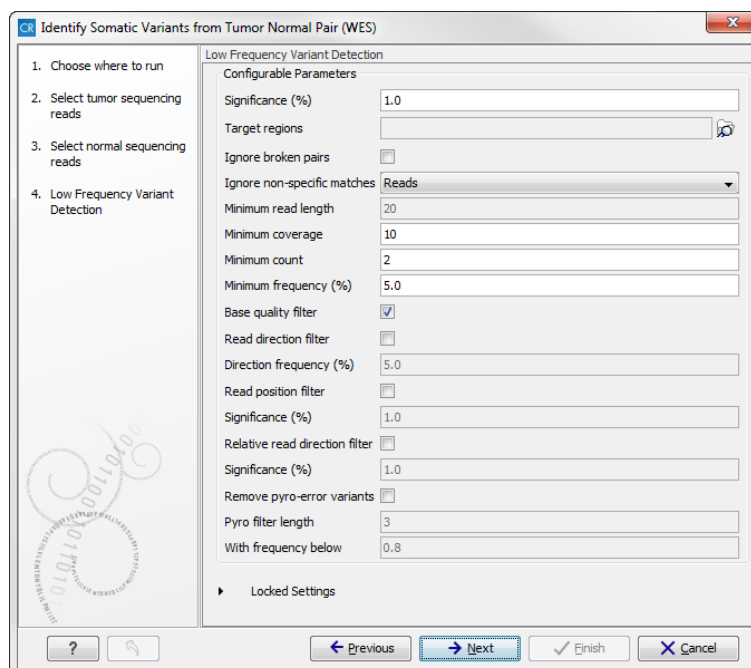 CR Identify Somatic Variants from Tumor Normal Pair (WES)
X
1. Choose where to run
2. Select tumor sequencing
reads
3. Select normal sequencing
reads
4. Low Frequency Variant
Detection
Low Frequency Variant Detection
Configurable Parameters
Significance (%) 1.0
Target regions
Ignore broken pairs
Ignore non-specific matches Reads
Minimum read length 20
Minimum coverage 10
Minimum count 2
Minimum frequency (%) 5.0
Base quality filter
Read direction filter
Direction frequency (%) 5.0
Read position filter
Significance (%) 1.0
Relative read direction filter
Significance (%) 1.0
Remove pyro-error variants
Pyro filter length 3
With frequency below 0.8
Locked Settings
? Previous Next Finish Cancel